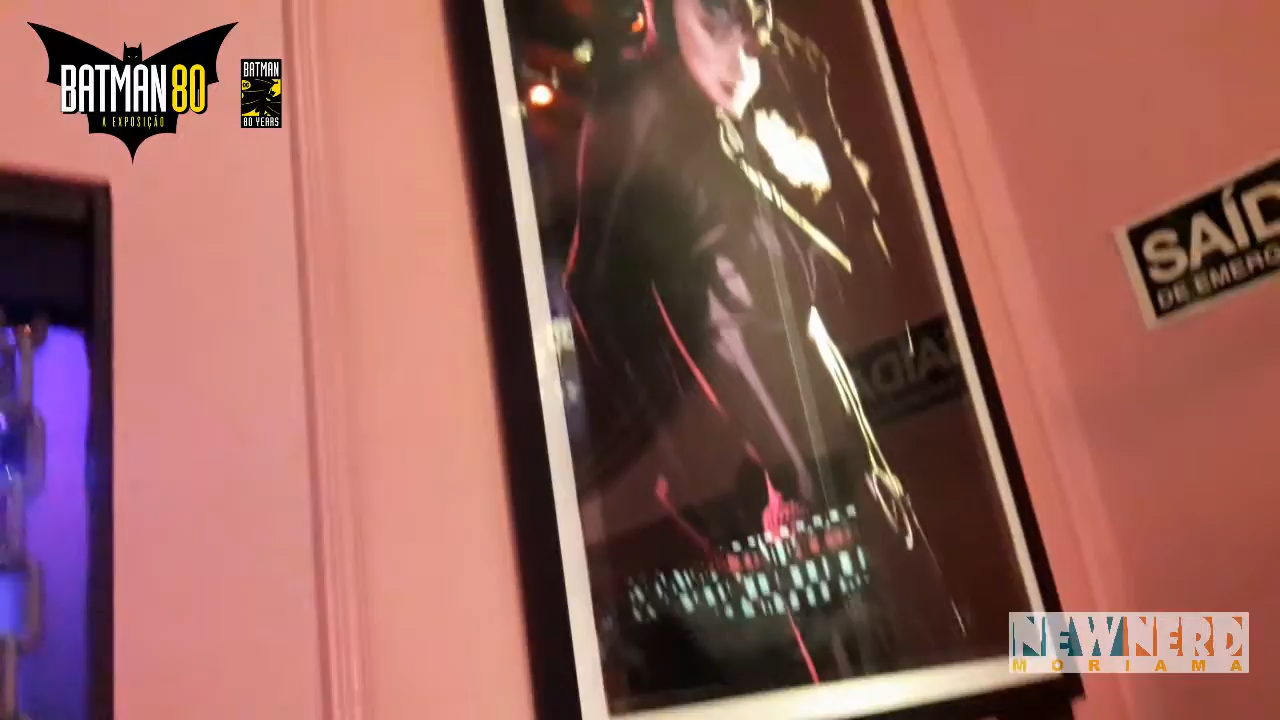 BATMAN 80
A EXPOSIÇÃO
BATMAN
80 YEARS
SAÍD
DE EMERG
NEWNERD
MORIAMA